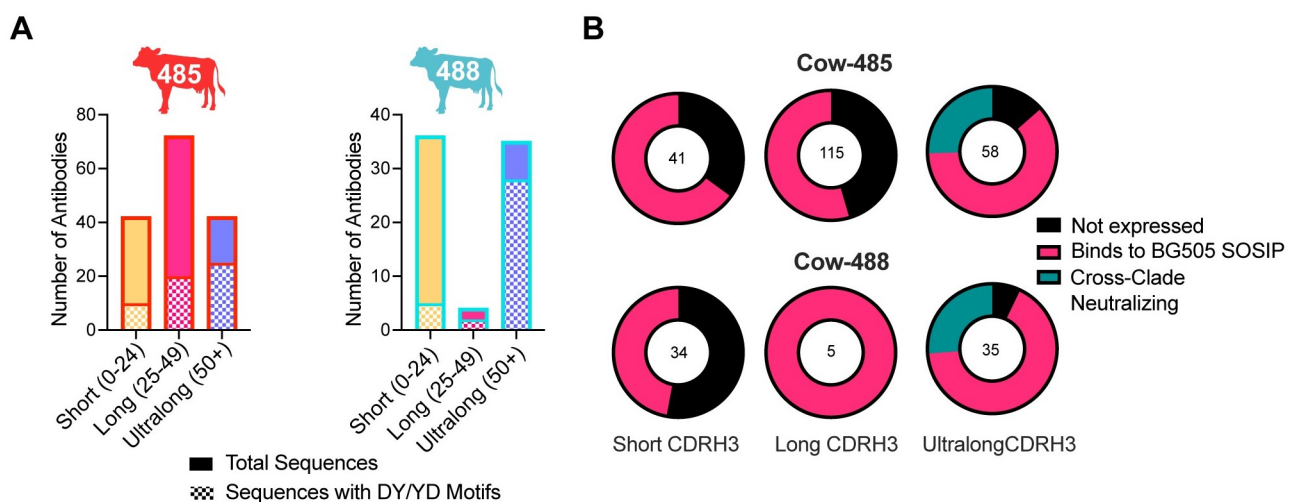 A
B
485
488
Cow-485
Number of Antibodies
80
60
40
20
0
Short (0-24)
Long (25-49)
Ultralong (50+)
Number of Antibodies
40
30
20
10
0
Short (0-24)
Long (25-49)
Ultralong (50+)
Total Sequences
Sequences with DY/YD Motifs
41
115
58
Not expressed
Binds to BG505 SOSIP
Cross-Clade
Neutralizing
Cow-488
34
5
35
Short CDRH3
Long CDRH3
UltralongCDRH3